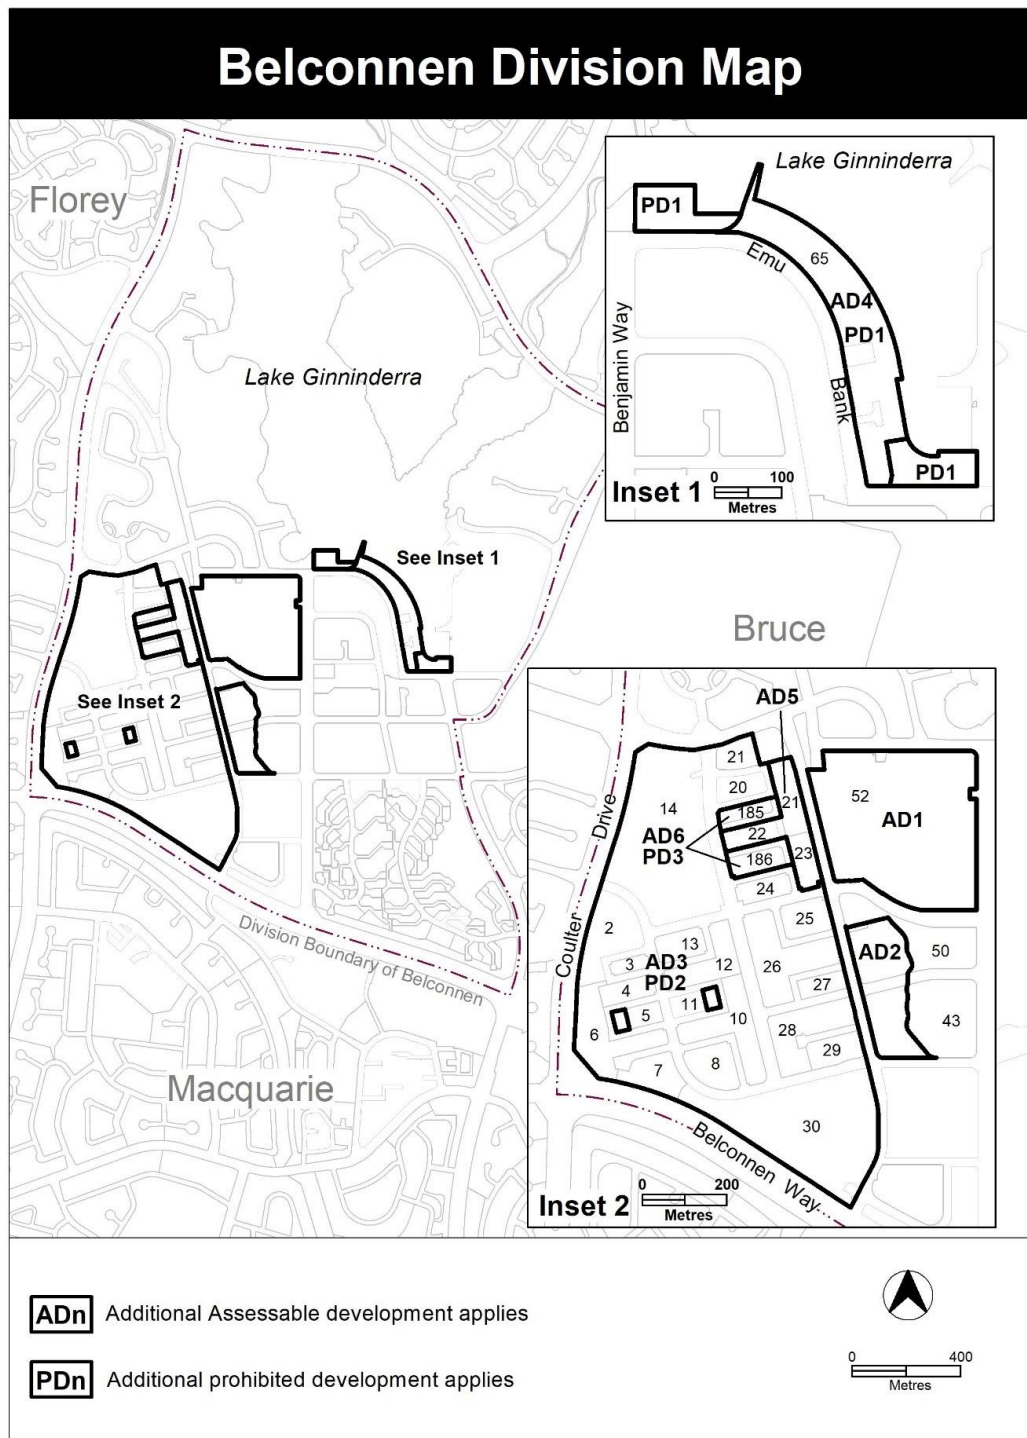 Belconnen Division Map
Florey
Lake Ginninderra
See Inset 1
See Inset 2
Bruce
Macquarie
Division Boundary of Belconnen
Lake Ginninderra
PD1
65
Emu
AD4
PD1
Benjamin Way
Bank
PD1
Inset 1
0 100
Metres
AD5
21
20
21
52
14
185
AD1
Drive
22
AD6
PD3
186
23
24
25
2
13
AD2
50
3
AD3
12
26
4
PD2
27
Coulter
11
5
10
43
6
28
29
7
8
30
Belconnen Way
Inset 2
0 200
Metres
ADn Additional Assessable development applies
PDn Additional prohibited development applies
0 400
Metres